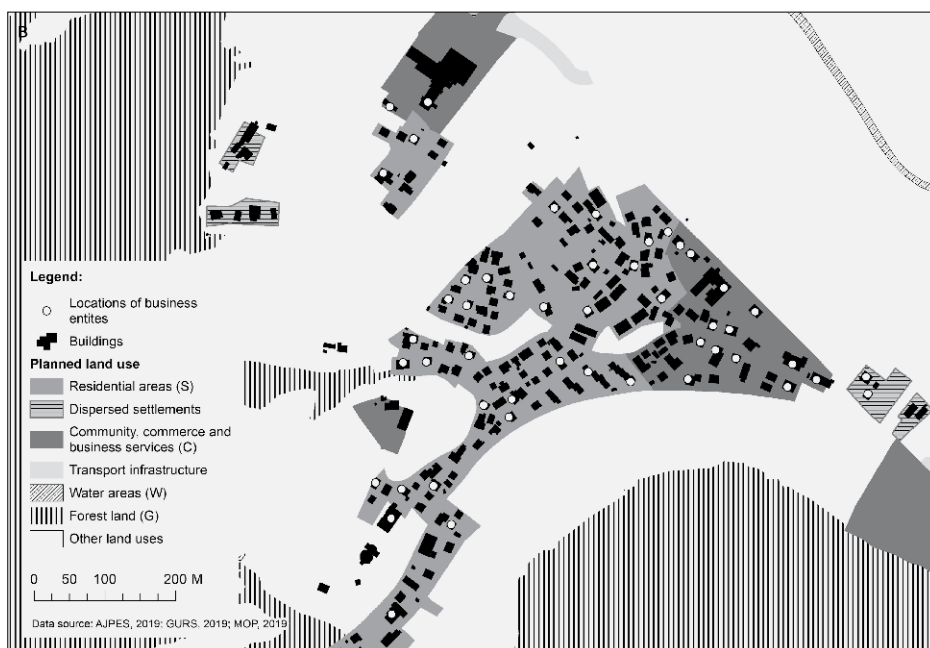 B
Legend:
Locations of business
entites
Buildings
Planned land use
Residential areas (S)
Dispersed settlements
Community, commerce and
business services (C)
Transport infrastructure
Water areas (W)
Forest land (G)
Other land uses
0 50 100 200 M
Data source: AJPES, 2019; GURS, 2019; MOP, 2019